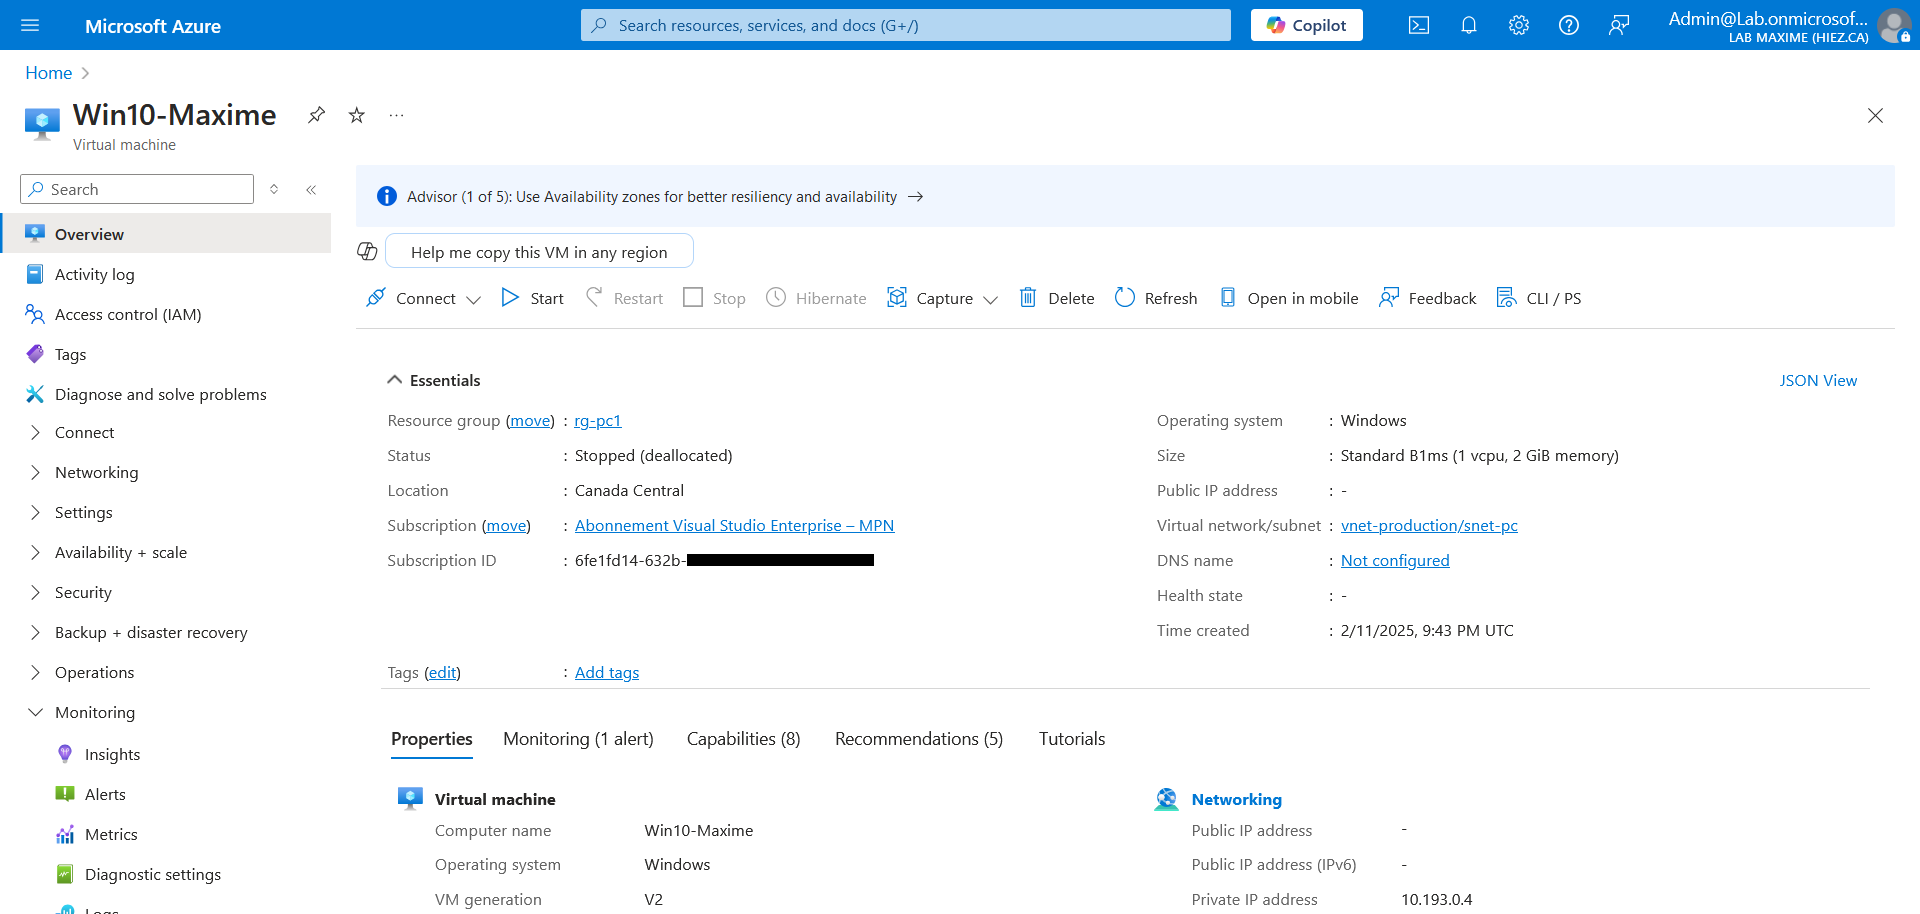 Microsoft Azure
Search resources, services, and docs (G+/)
Copilot
Admin@Lab.onmicrosof...
LAB MAXIME (HIEZ.CA)
Home
Win10-Maxime
Virtual machine
Search
Overview
Activity log
Access control (IAM)
Tags
Diagnose and solve problems
Connect
Networking
Settings
Availability + scale
Security
Backup + disaster recovery
Operations
Monitoring
Insights
Alerts
Metrics
Diagnostic settings
Logs
Advisor (1 of 5): Use Availability zones for better resiliency and availability
Help me copy this VM in any region
Connect Start Restart Stop Hibernate Capture Delete Refresh Open in mobile Feedback CLI / PS
Essentials
JSON View
Resource group (move) : rg-pc1
Status : Stopped (deallocated)
Location : Canada Central
Subscription (move) : Abonnement Visual Studio Enterprise – MPN
Subscription ID : 6fe1fd14-632b-
Operating system : Windows
Size : Standard B1ms (1 vcpu, 2 GiB memory)
Public IP address : -
Virtual network/subnet : vnet-production/snet-pc
DNS name : Not configured
Health state : -
Time created : 2/11/2025, 9:43 PM UTC
Tags (edit) : Add tags
Properties Monitoring (1 alert) Capabilities (8) Recommendations (5) Tutorials
Virtual machine
Computer name Win10-Maxime
Operating system Windows
VM generation V2
Networking
Public IP address -
Public IP address (IPv6) -
Private IP address 10.193.0.4